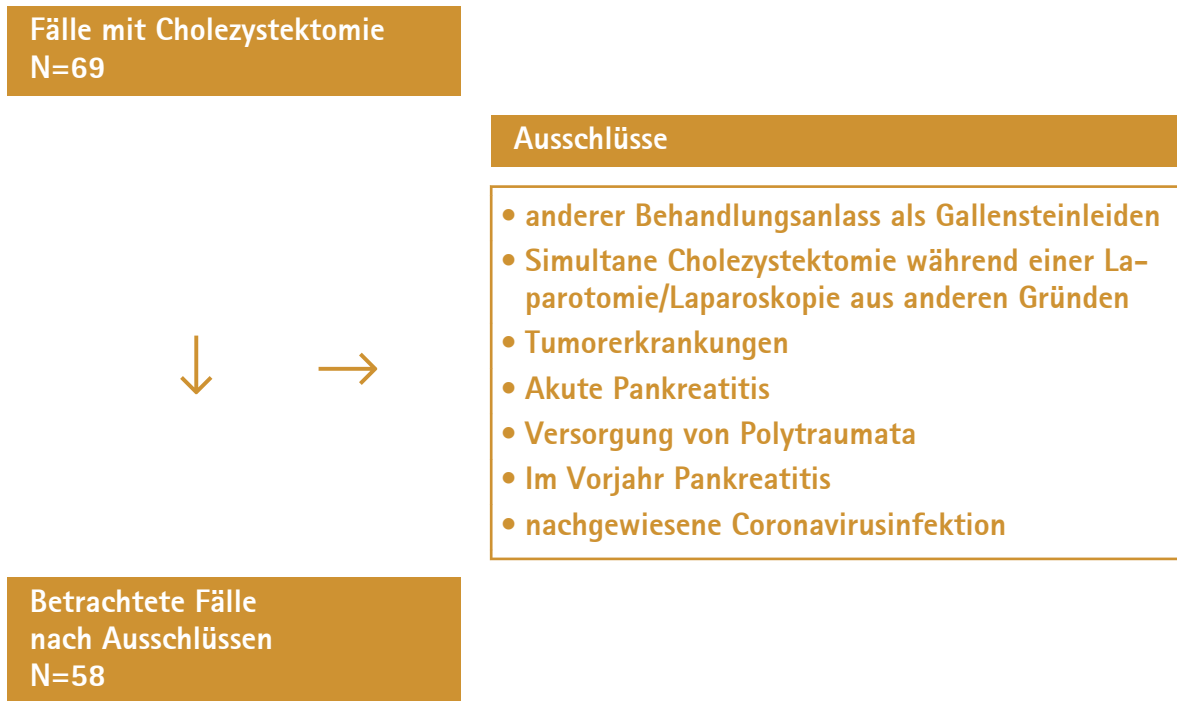 Fälle mit Cholezystektomie
N=69
Ausschlüsse
• anderer Behandlungsanlass als Gallensteinleiden
• Simultane Cholezystektomie während einer La-
parotomie/Laparoskopie aus anderen Gründen
• Tumorerkrankungen
• Akute Pankreatitis
• Versorgung von Polytraumata
• Im Vorjahr Pankreatitis
• nachgewiesene Coronavirusinfektion
Betrachtete Fälle
nach Ausschlüssen
N=58